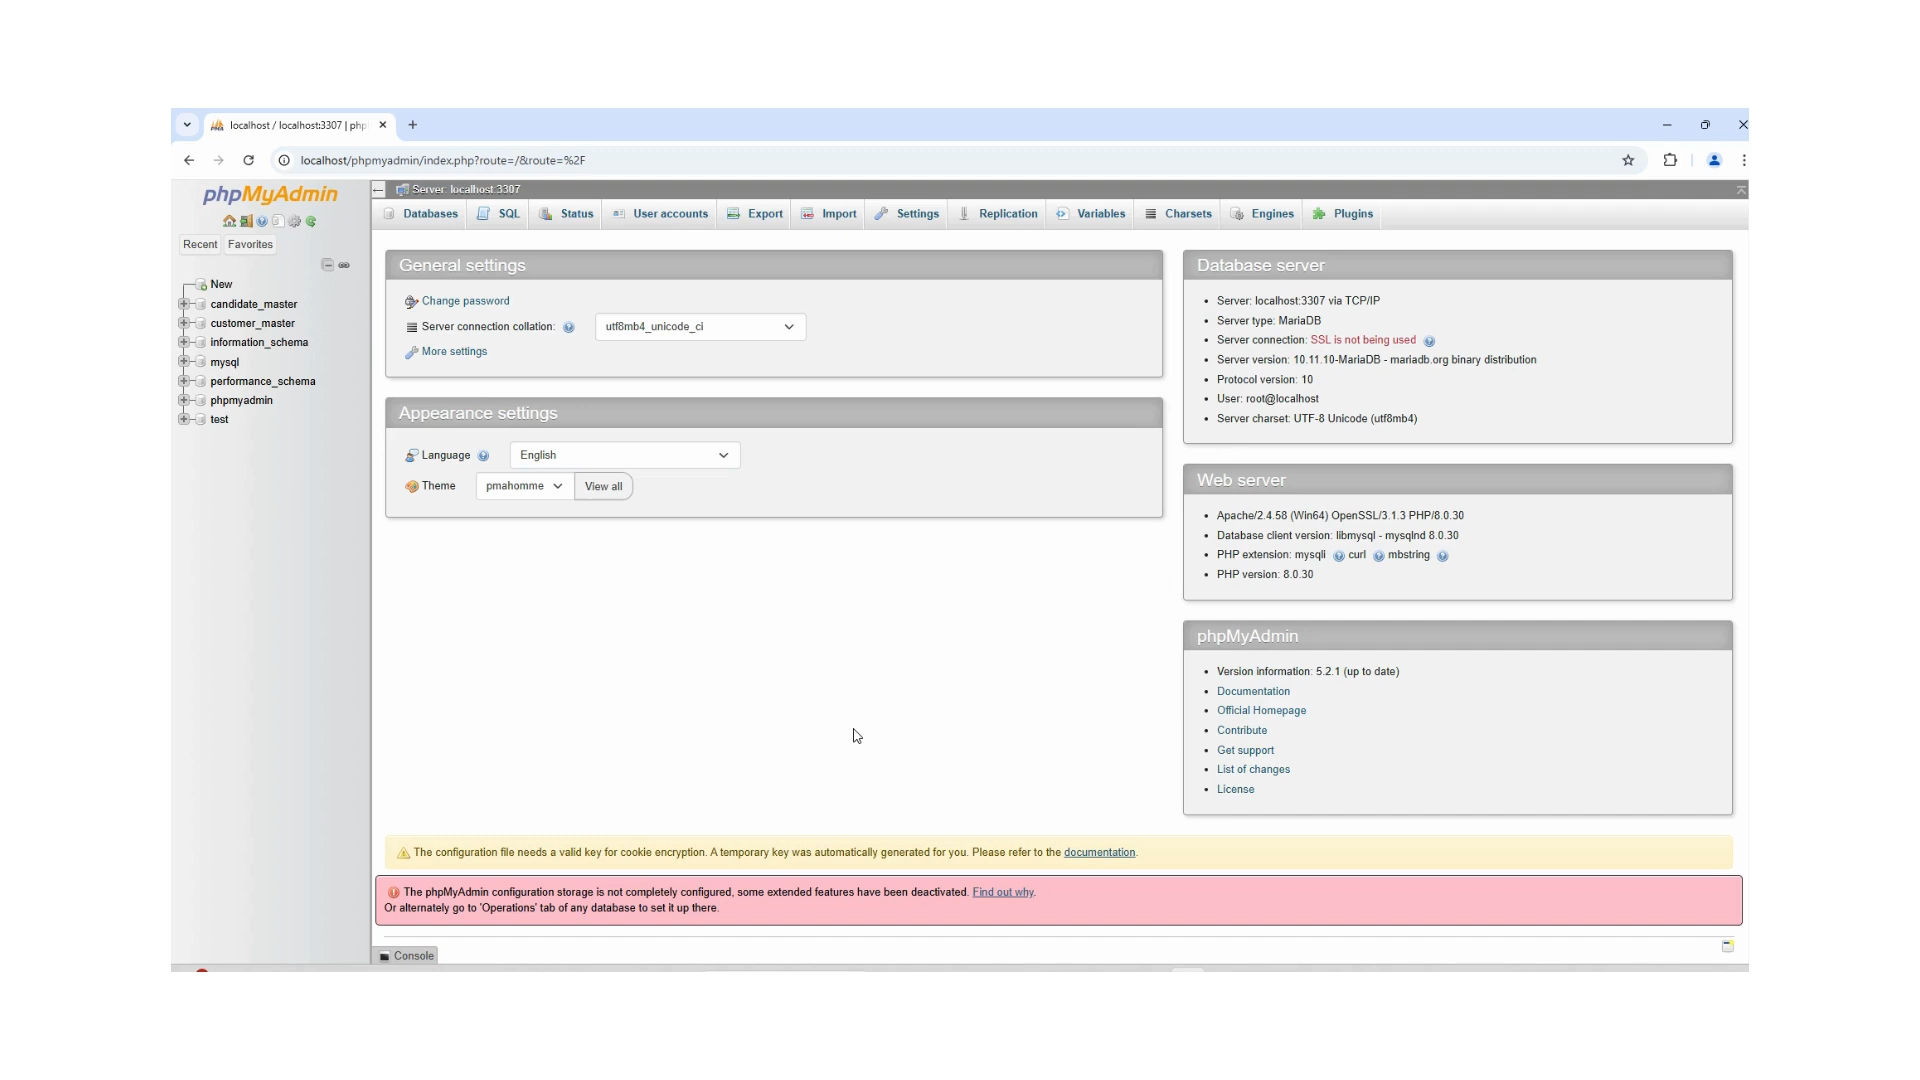 localhost / localhost:3307 | php
localhost/phpmyadmin/index.php?route=/&route=%2F
phpMyAdmin
Recent Favorites
New
candidate_master
customer_master
information_schema
mysql
performance_schema
phpmyadmin
test
Server: localhost:3307
Databases SQL Status User accounts Export Import Settings Replication Variables Charsets Engines Plugins
General settings
Change password
Server connection collation: utf8mb4_unicode_ci
More settings
Appearance settings
Language English
Theme pmahomme View all
Database server
Server: localhost:3307 via TCP/IP
Server type: MariaDB
Server connection: SSL is not being used
Server version: 10.11.10-MariaDB - mariadb.org binary distribution
Protocol version: 10
User: root@localhost
Server charset: UTF-8 Unicode (utf8mb4)
Web server
Apache/2.4.58 (Win64) OpenSSL/3.1.3 PHP/8.0.30
Database client version: libmysql - mysqlnd 8.0.30
PHP extension: mysqli curl mbstring
PHP version: 8.0.30
phpMyAdmin
Version information: 5.2.1 (up to date)
Documentation
Official Homepage
Contribute
Get support
List of changes
License
The configuration file needs a valid key for cookie encryption. A temporary key was automatically generated for you. Please refer to the documentation.
The phpMyAdmin configuration storage is not completely configured, some extended features have been deactivated. Find out why.
Or alternately go to 'Operations' tab of any database to set it up there.
Console